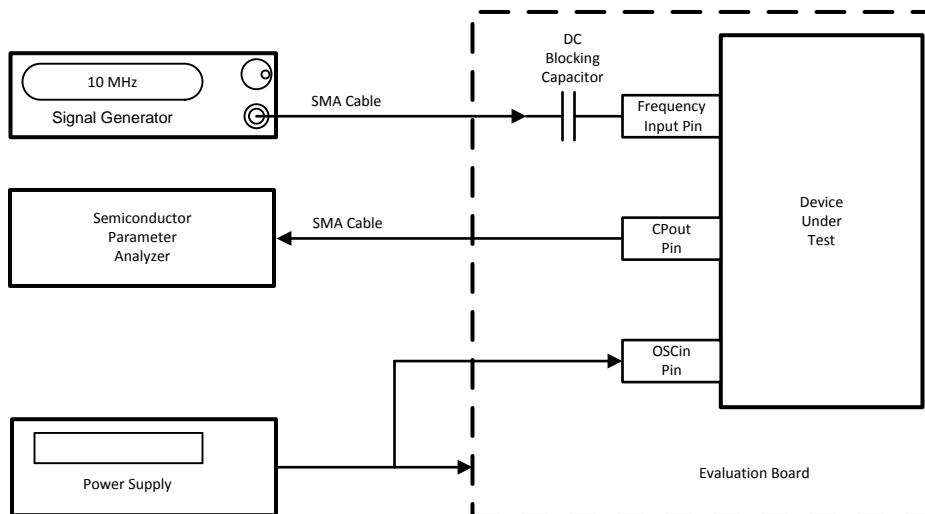 10 MHz
Signal Generator
SMA Cable
DC
Blocking
Capacitor
Frequency
Input Pin
Semiconductor
Parameter
Analyzer
SMA Cable
CPout
Pin
Device
Under
Test
OSCin
Pin
Power Supply
Evaluation Board